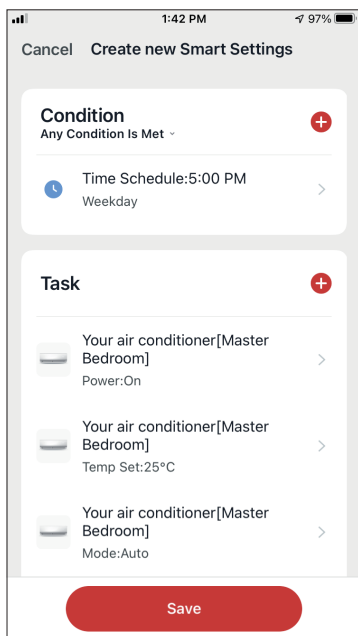 1:42 PM
97%
Cancel Create new Smart Settings
Condition
Any Condition Is Met
Time Schedule:5:00 PM
Weekday
Task
Your air conditioner[Master
Bedroom]
Power:On
Your air conditioner[Master
Bedroom]
Temp Set:25°C
Your air conditioner[Master
Bedroom]
Mode:Auto
Save